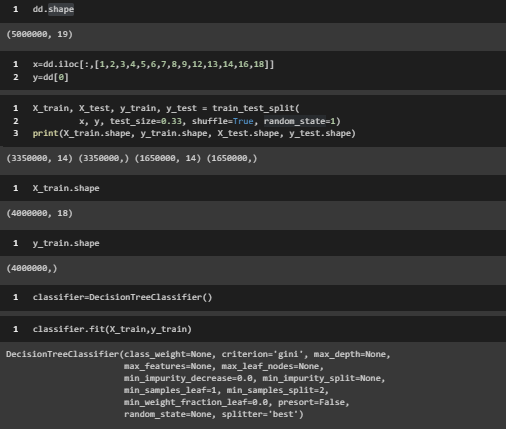 1 dd.shape
(5000000, 19)
1 x=dd.iloc[:,[1,2,3,4,5,6,7,8,9,12,13,14,16,18]]
2 y=dd[0]
1 X_train, X_test, y_train, y_test = train_test_split(
2 x, y, test_size=0.33, shuffle=True, random_state=1)
3 print(X_train.shape, y_train.shape, X_test.shape, y_test.shape)
(3350000, 14) (3350000,) (1650000, 14) (1650000,)
1 X_train.shape
(4000000, 18)
1 y_train.shape
(4000000,)
1 classifier=DecisionTreeClassifier()
1 classifier.fit(X_train,y_train)
DecisionTreeClassifier(class_weight=None, criterion='gini', max_depth=None,
max_features=None, max_leaf_nodes=None,
min_impurity_decrease=0.0, min_impurity_split=None,
min_samples_leaf=1, min_samples_split=2,
min_weight_fraction_leaf=0.0, presort=False,
random_state=None, splitter='best')